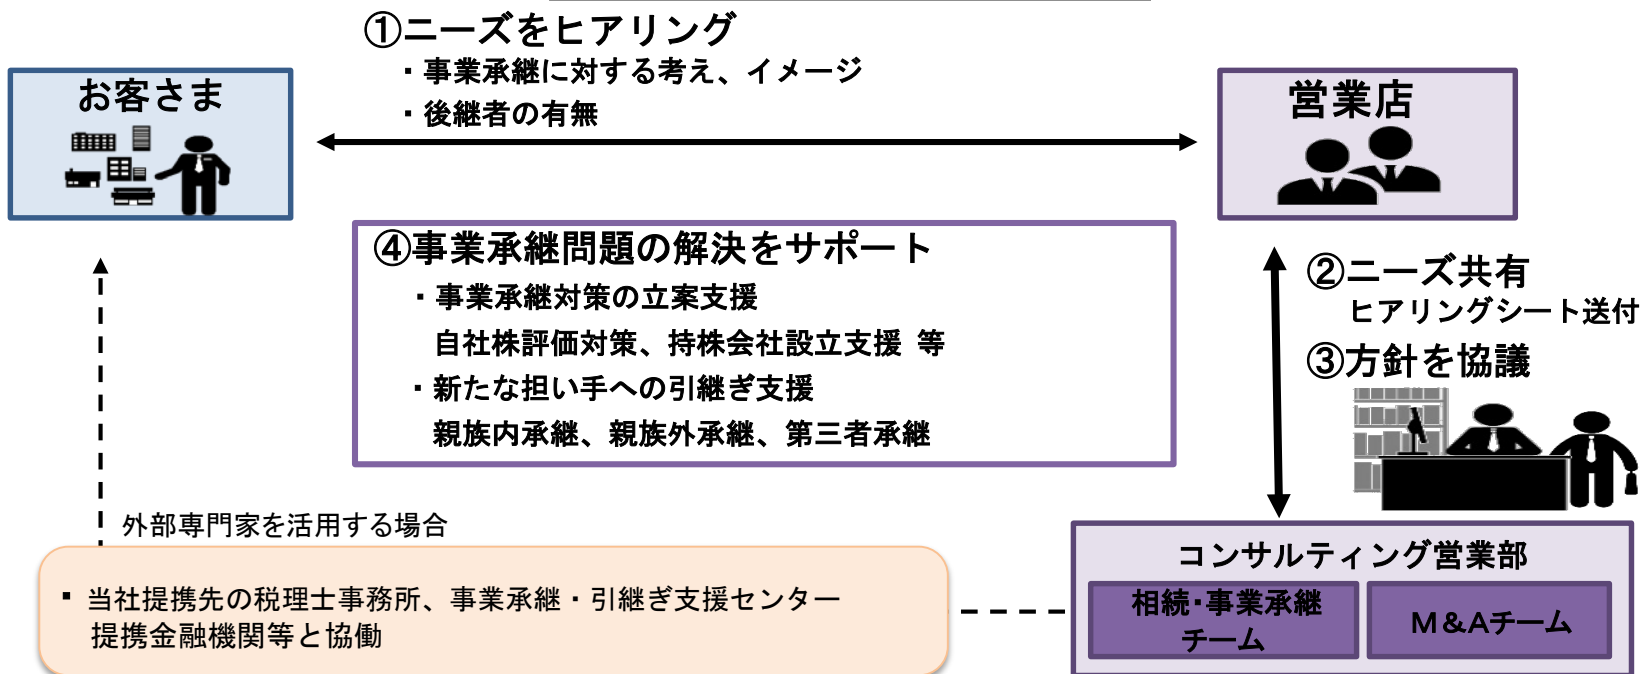 ①ニーズをヒアリング
・事業承継に対する考え、イメージ
・後継者の有無
お客さま
営業店
④事業承継問題の解決をサポート
・事業承継対策の立案支援
自社株評価対策、持株会社設立支援 等
・新たな担い手への引継ぎ支援
親族内承継、親族外承継、第三者承継
②ニーズ共有
ヒアリングシート送付
③方針を協議
外部専門家を活用する場合
▪ 当社提携先の税理士事務所、事業承継・引継ぎ支援センター
提携金融機関等と協働
コンサルティング営業部
相続・事業承継
チーム
M&Aチーム